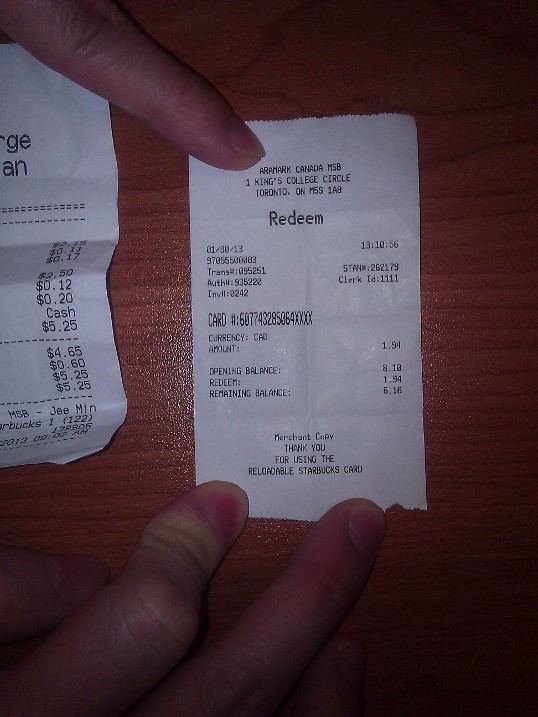 rge
an
$2.15
$0.11
$0.17
$2.50
$0.12
$0.20
Cash
$5.25
$4.65
$0.60
$5.25
$5.25
MSB - Jee Min
arbucks 1 (122)
2013 09:02 AM
ARAMARK CANADA MSB
1 KING'S COLLEGE CIRCLE
TORONTO, ON M5S 1A8
Redeem
01/30/13 13:10:56
97055500003
Trans#:095251 STAN#:262179
Auth#:935220 Clerk Id:1111
Inv#:0242
CARD #:607743285064XXXX
CURRENCY: CAD
AMOUNT: 1.94
OPENING BALANCE: 8.10
REDEEM: 1.94
REMAINING BALANCE: 6.16
Merchant Copy
THANK YOU
FOR USING THE
RELOADABLE STARBUCKS CARD